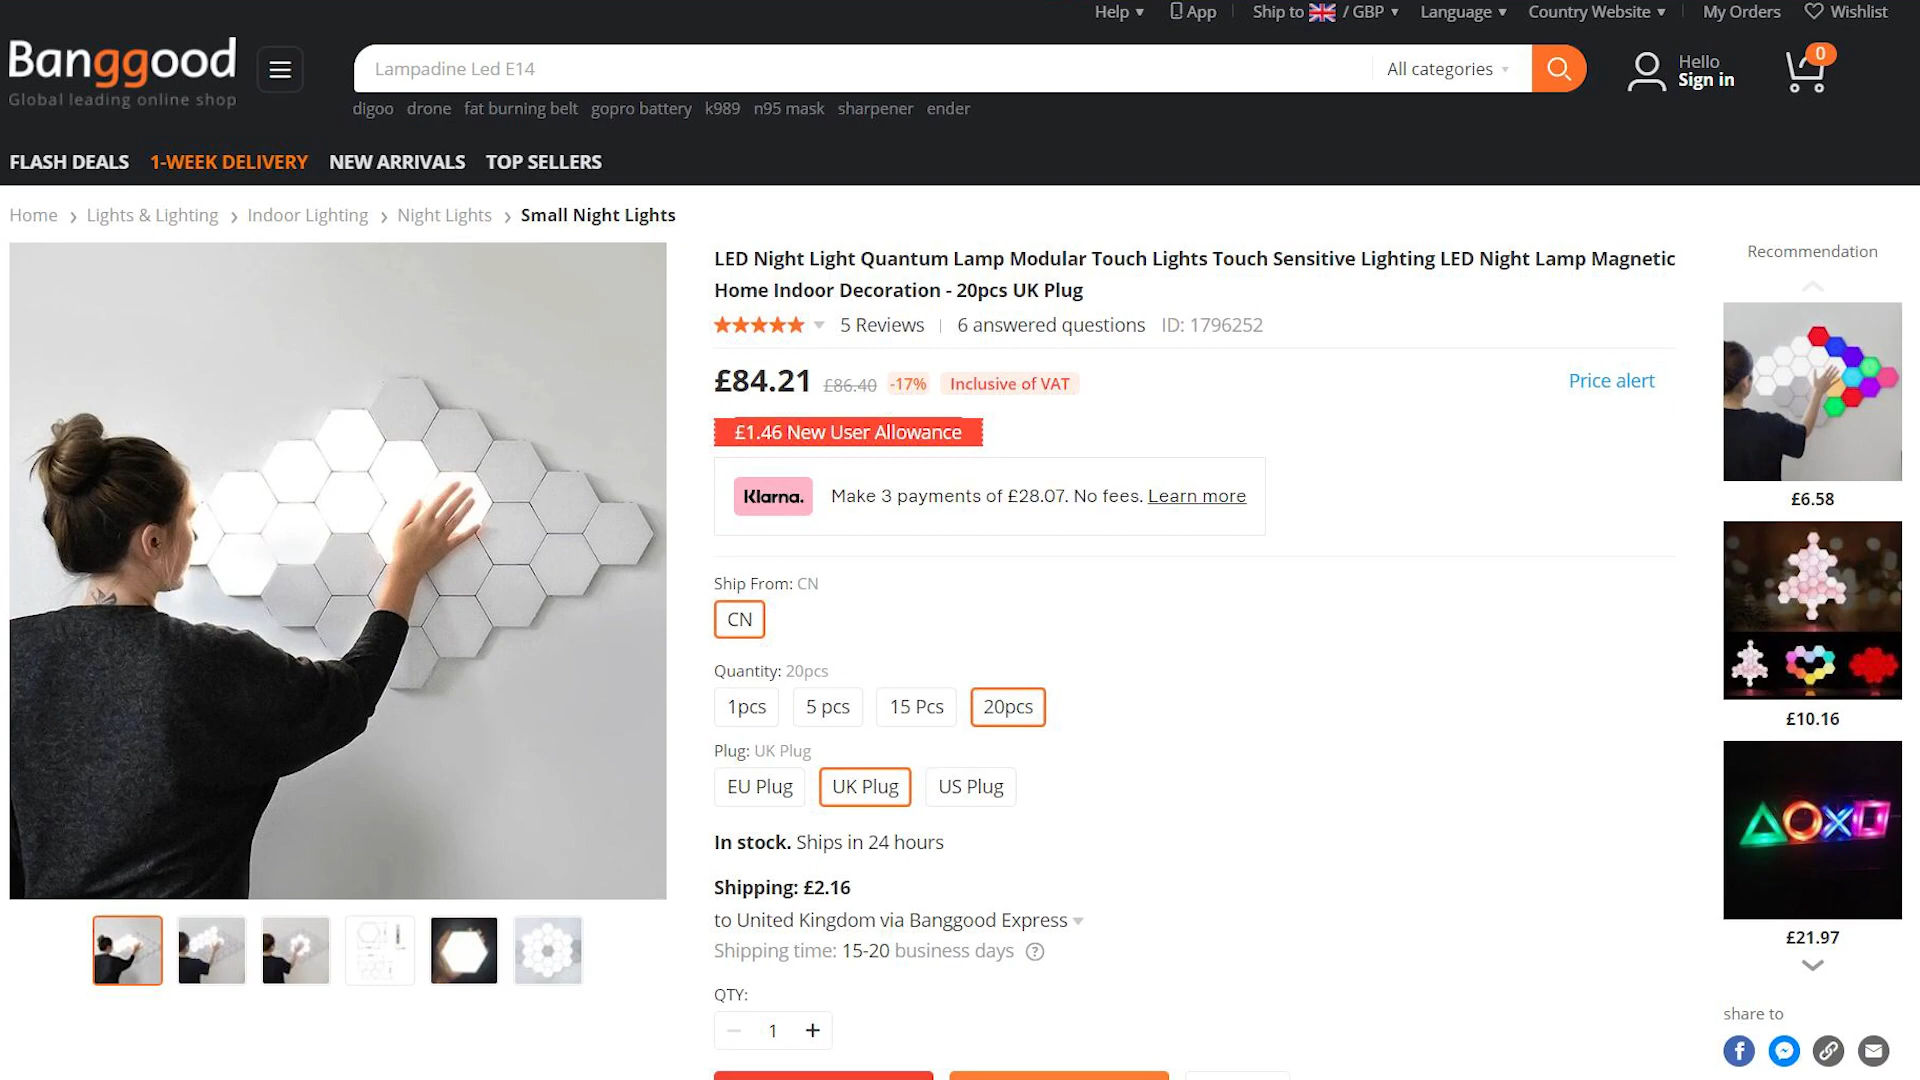 Help
App
Ship to / GBP
Language
Country Website
My Orders
Wishlist
Banggood
Global leading online shop
Lampadine Led E14
All categories
Hello
Sign in
0
digoo drone fat burning belt gopro battery k989 n95 mask sharpener ender
FLASH DEALS 1-WEEK DELIVERY NEW ARRIVALS TOP SELLERS
Home > Lights & Lighting > Indoor Lighting > Night Lights > Small Night Lights
LED Night Light Quantum Lamp Modular Touch Lights Touch Sensitive Lighting LED Night Lamp Magnetic
Home Indoor Decoration - 20pcs UK Plug
5 Reviews | 6 answered questions ID: 1796252
£84.21 £86.40 -17% Inclusive of VAT
Price alert
£1.46 New User Allowance
Klarna. Make 3 payments of £28.07. No fees. Learn more
Ship From: CN
CN
Quantity: 20pcs
1pcs 5 pcs 15 Pcs 20pcs
Plug: UK Plug
EU Plug UK Plug US Plug
In stock. Ships in 24 hours
Shipping: £2.16
to United Kingdom via Banggood Express
Shipping time: 15-20 business days ?
QTY:
1
Recommendation
£6.58
£10.16
£21.97
share to